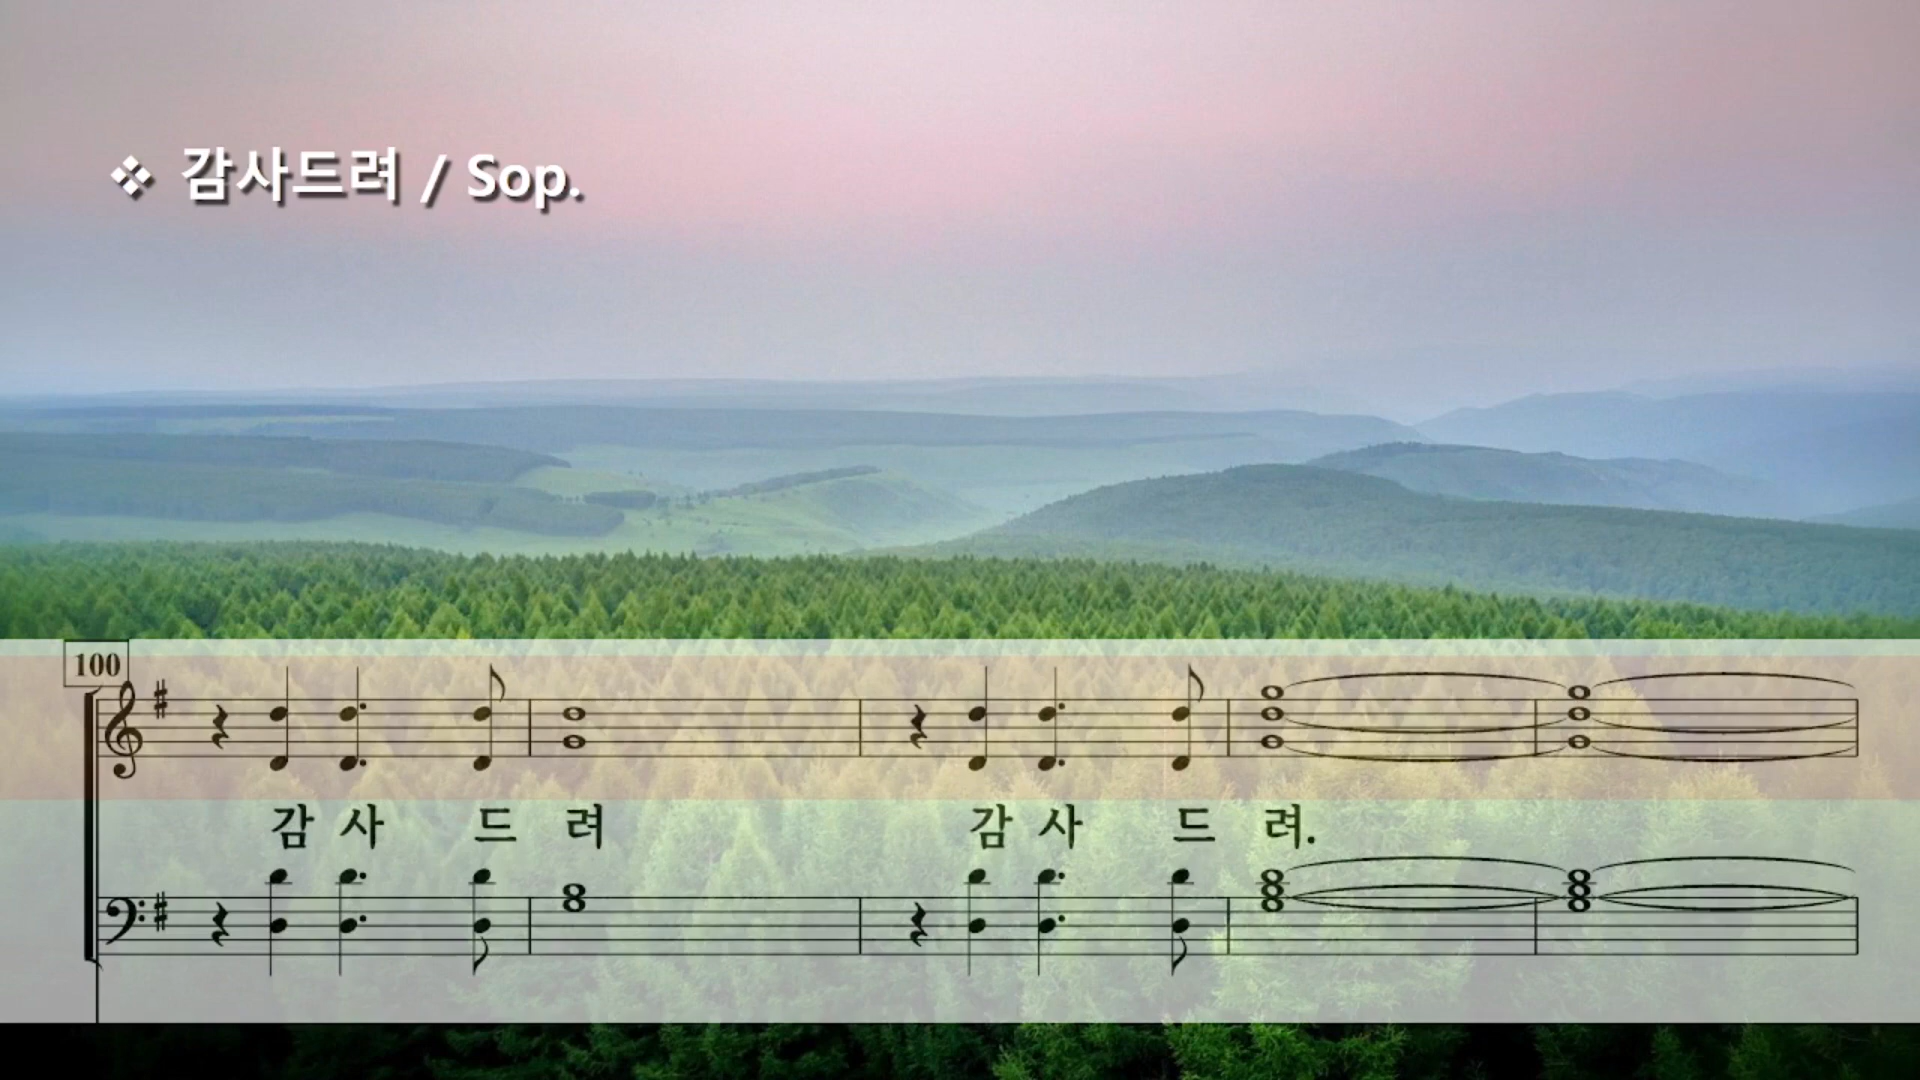 ❖ 감사드려 / Sop.
100
감 사 드 려 감 사 드 려.